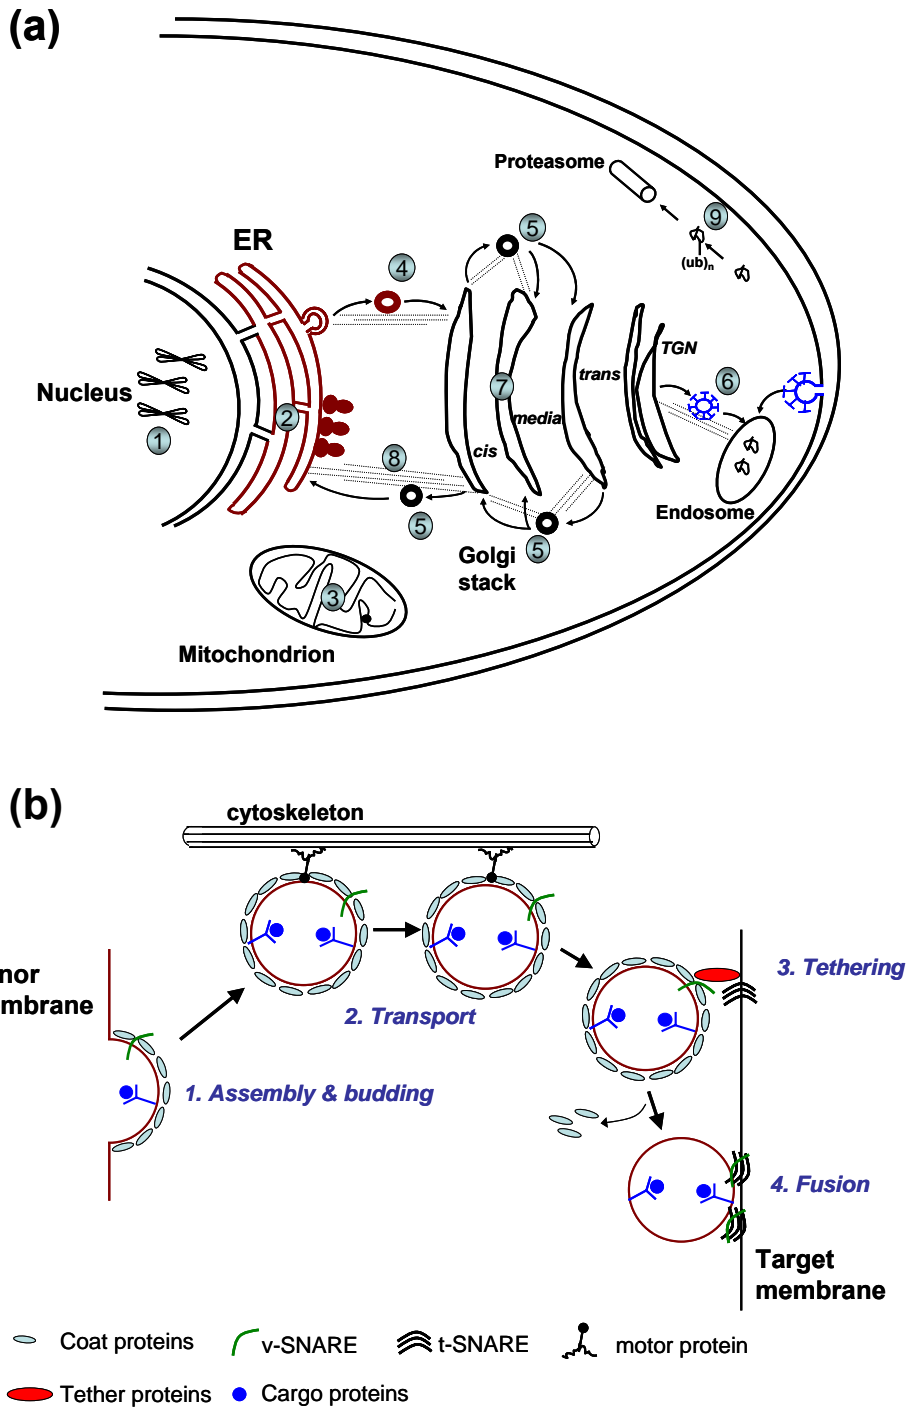 (a)
Proteasome
9
5
ER
(ub)n
4
TGN
trans
6
Nucleus
7
2
media
1
cis
8
5
Endosome
Golgi
stack
5
3
Mitochondrion
(b)
cytoskeleton
nor
mbrane
3. Tethering
2. Transport
1. Assembly & budding
4. Fusion
Target
membrane
Coat proteins
v-SNARE
t-SNARE
motor protein
Tether proteins
Cargo proteins